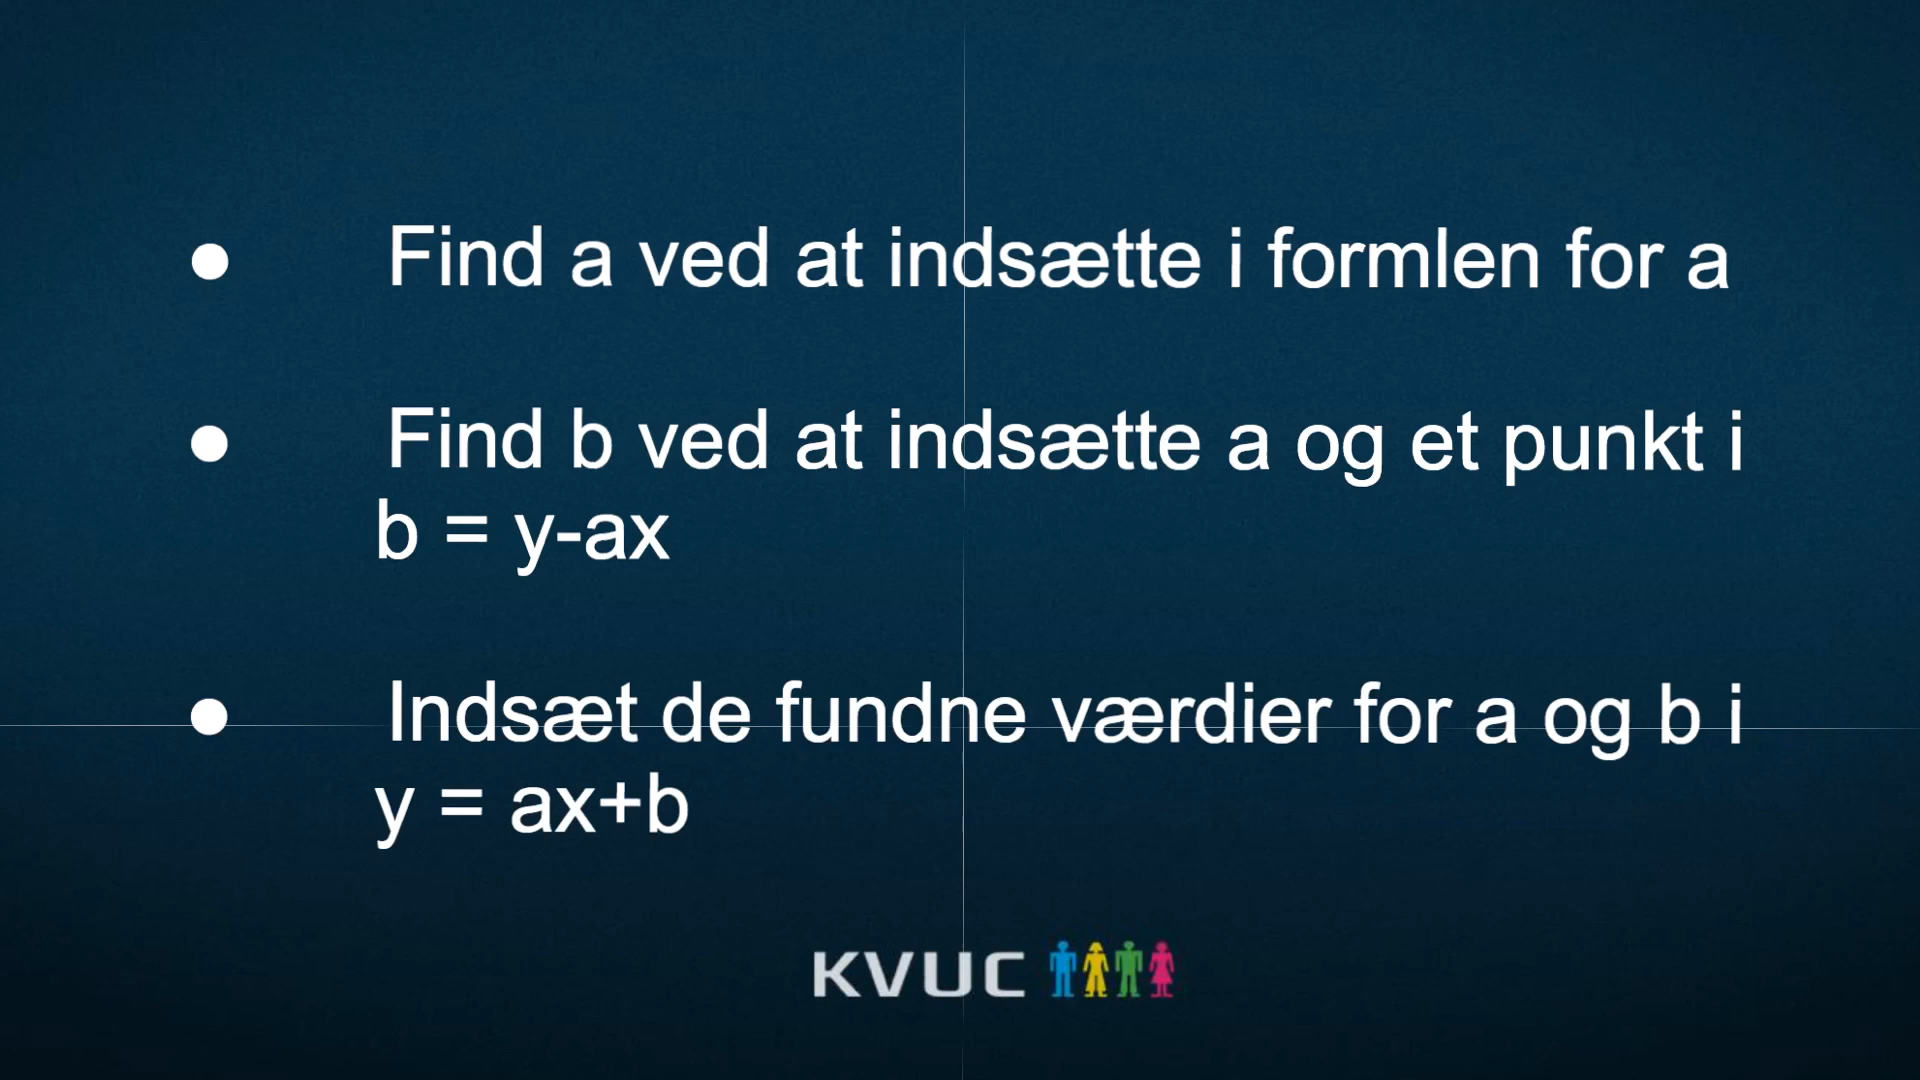 ● Find a ved at indsætte i formlen for a
● Find b ved at indsætte a og et punkt i
b = y-ax
● Indsæt de fundne værdier for a og b i
y = ax+b
KVUC